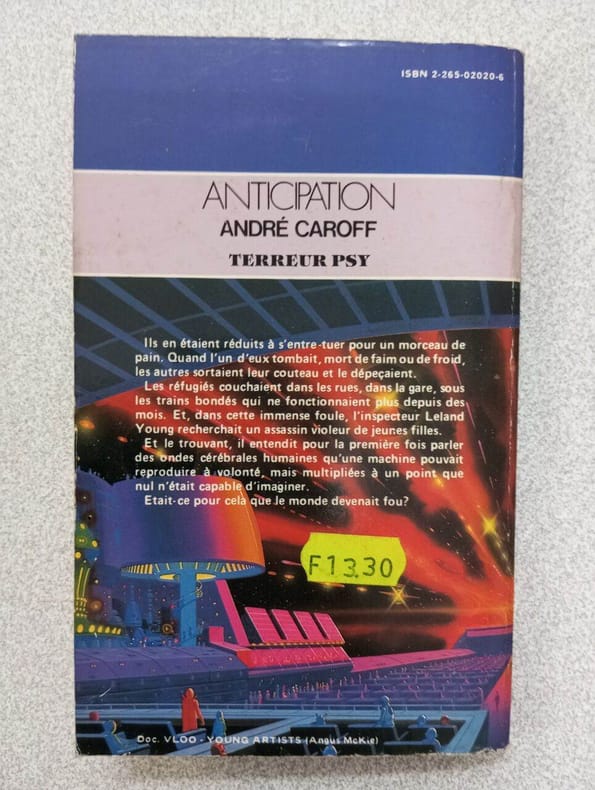 ISBN 2-265-02020-6
ANTICIPATION
ANDRÉ CAROFF
TERREUR PSY
Ils en étaient réduits à s'entre-tuer pour un morceau de
pain. Quand l'un d'eux tombait, mort de faim ou de froid,
les autres sortaient leur couteau et le dépeçaient.
Les réfugiés couchaient dans les rues, dans la gare, sous
les trains bondés qui ne fonctionnaient plus depuis des
mois. Et, dans cette immense foule, l'inspecteur Leland
Young recherchait un assassin violeur de jeunes filles.
Et le trouvant, il entendit pour la première fois parler
des ondes cérébrales humaines qu'une machine pouvait
reproduire à volonté, mais multipliées à un point que
nul n'était capable d'imaginer.
Etait-ce pour cela que le monde devenait fou?
F13.30
Doc. VLOO - YOUNG ARTISTS (Angus McKie)